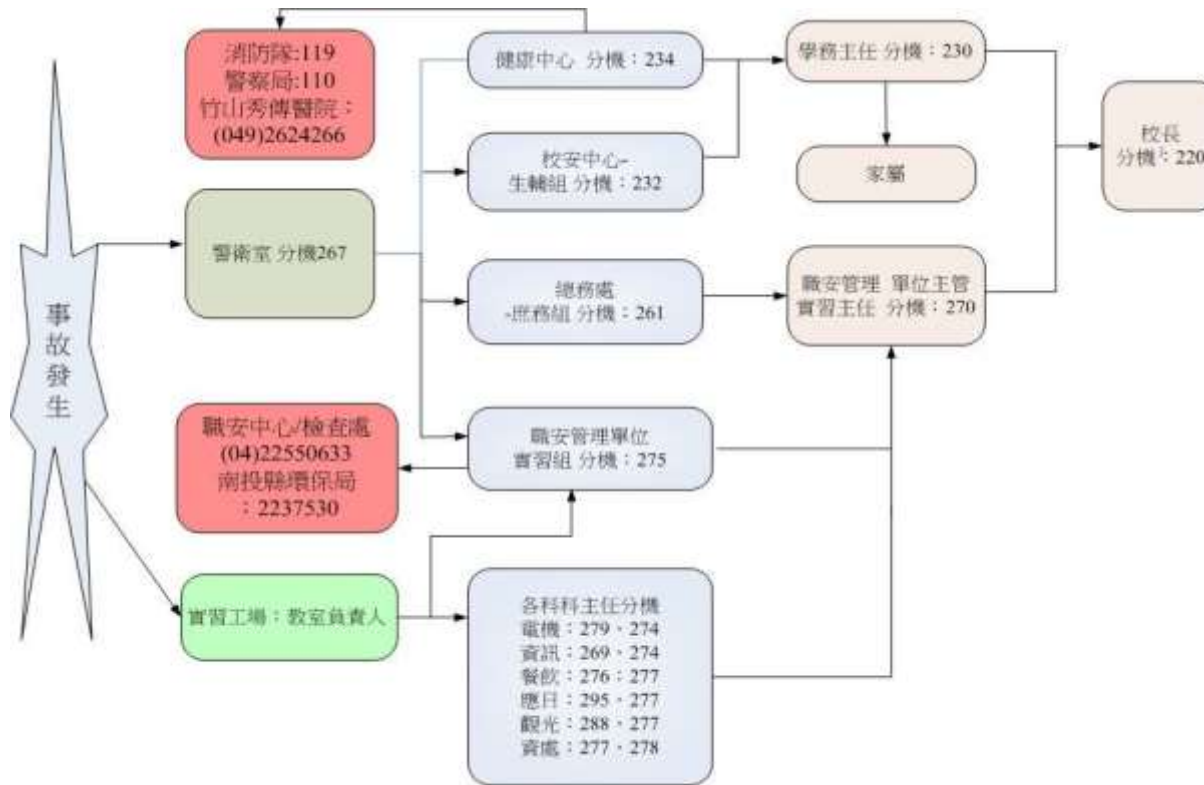 消防隊:119
警察局:110
竹山秀傳醫院：
(049)2624266
健康中心 分機：234
學務主任 分機：230
校長
分機：220
校安中心-
生輔組 分機：232
家屬
警衛室 分機267
總務處
-庶務組 分機：261
職安管理 單位主管
實習主任 分機：270
事故發生
職安中心/檢查處
(04)22550633
南投縣環保局
：2237530
職安管理單位
實習組 分機：275
實習工場：教室負責人
各科科主任分機
電機：279、274
資訊：269、274
餐飲：276：277
應日：295、277
觀光：288、277
資處：277、278